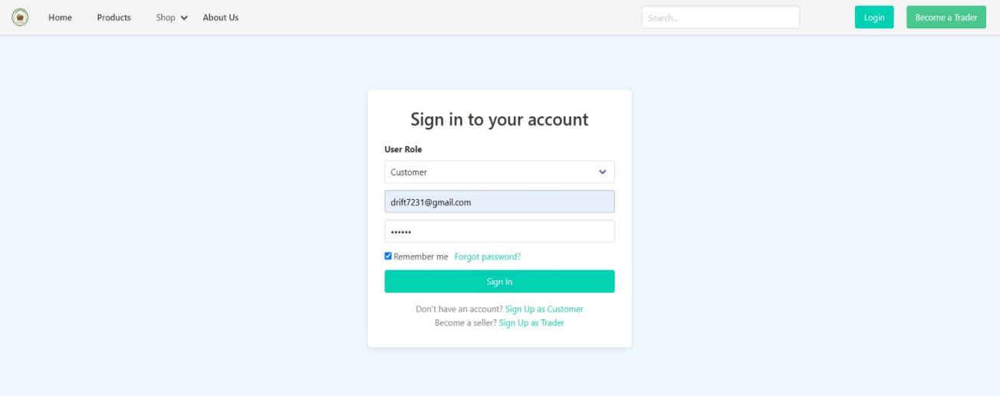 Home Products Shop About Us Search... Login Become a Trader
Sign in to your account
User Role
Customer
drift7231@gmail.com
••••••
Remember me Forgot password?
Sign In
Don't have an account? Sign Up as Customer
Become a seller? Sign Up as Trader